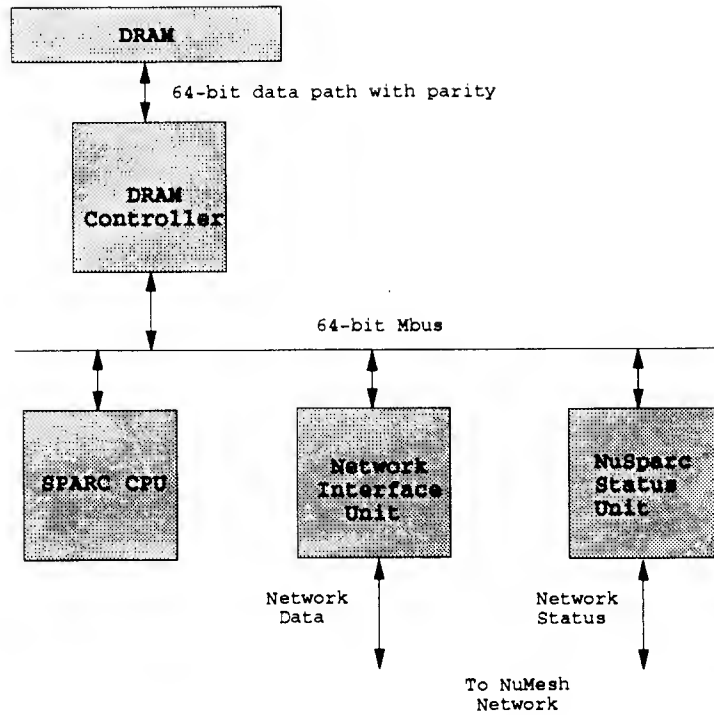 DRAM
64-bit data path with parity
DRAM
Controller
64-bit Mbus
SPARC CPU
Network
Interface
Unit
NuSparc
Status
Unit
Network
Data
Network
Status
To NuMesh
Network